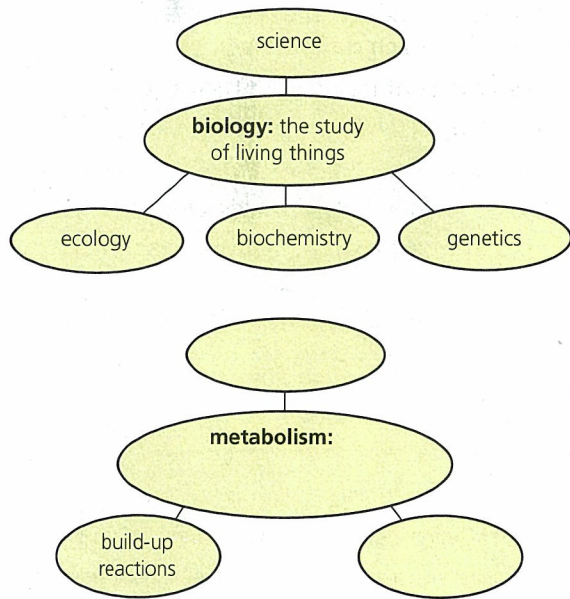 science
biology: the study
of living things
ecology
biochemistry
genetics
metabolism:
build-up
reactions